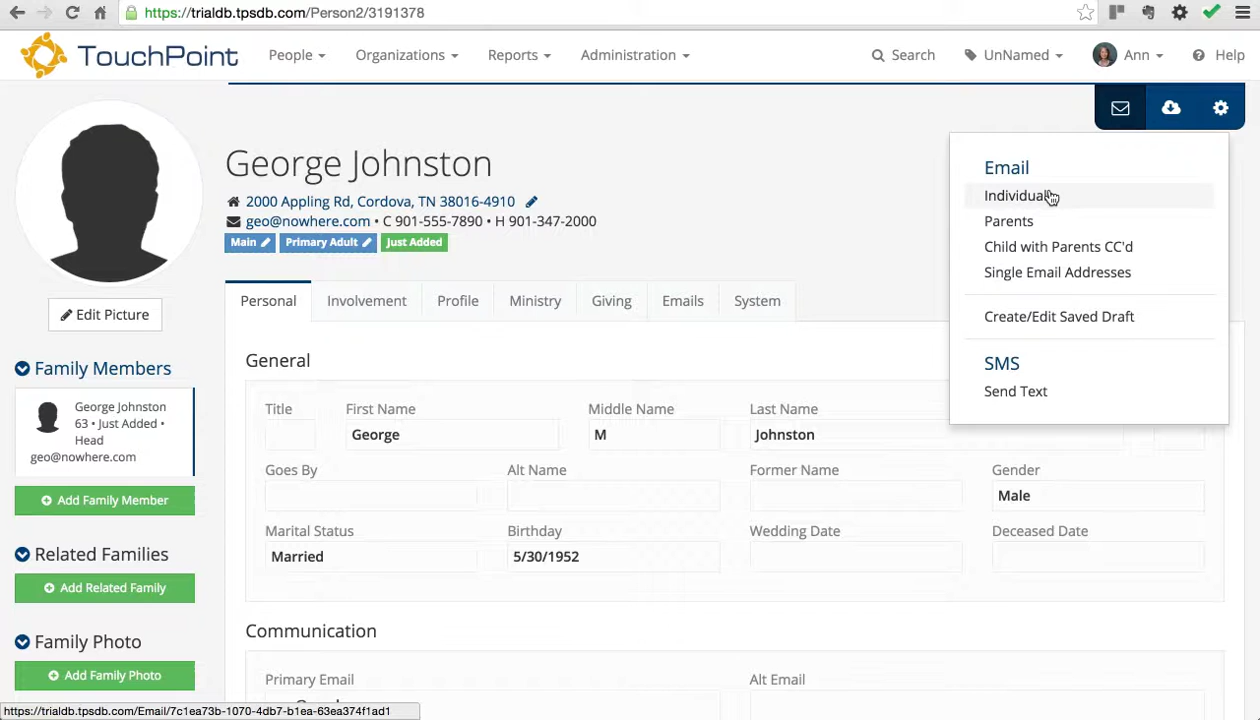 https://trialdb.tpsdb.com/Person2/3191378
TouchPoint People Organizations Reports Administration Search UnNamed Ann Help
George Johnston
2000 Appling Rd, Cordova, TN 38016-4910
geo@nowhere.com • C 901-555-7890 • H 901-347-2000
Main Primary Adult Just Added
Email
Individual
Parents
Child with Parents CC'd
Single Email Addresses
Create/Edit Saved Draft
SMS
Send Text
Edit Picture
Family Members
George Johnston
63 • Just Added •
Head
geo@nowhere.com
Add Family Member
Related Families
Add Related Family
Family Photo
Add Family Photo
Personal Involvement Profile Ministry Giving Emails System
General
Title First Name Middle Name Last Name
George M Johnston
Goes By Alt Name Former Name Gender
Male
Marital Status Birthday Wedding Date Deceased Date
Married 5/30/1952
Communication
Primary Email Alt Email
https://trialdb.tpsdb.com/Email/7c1ea73b-1070-4db7-b1ea-63ea374f1ad1